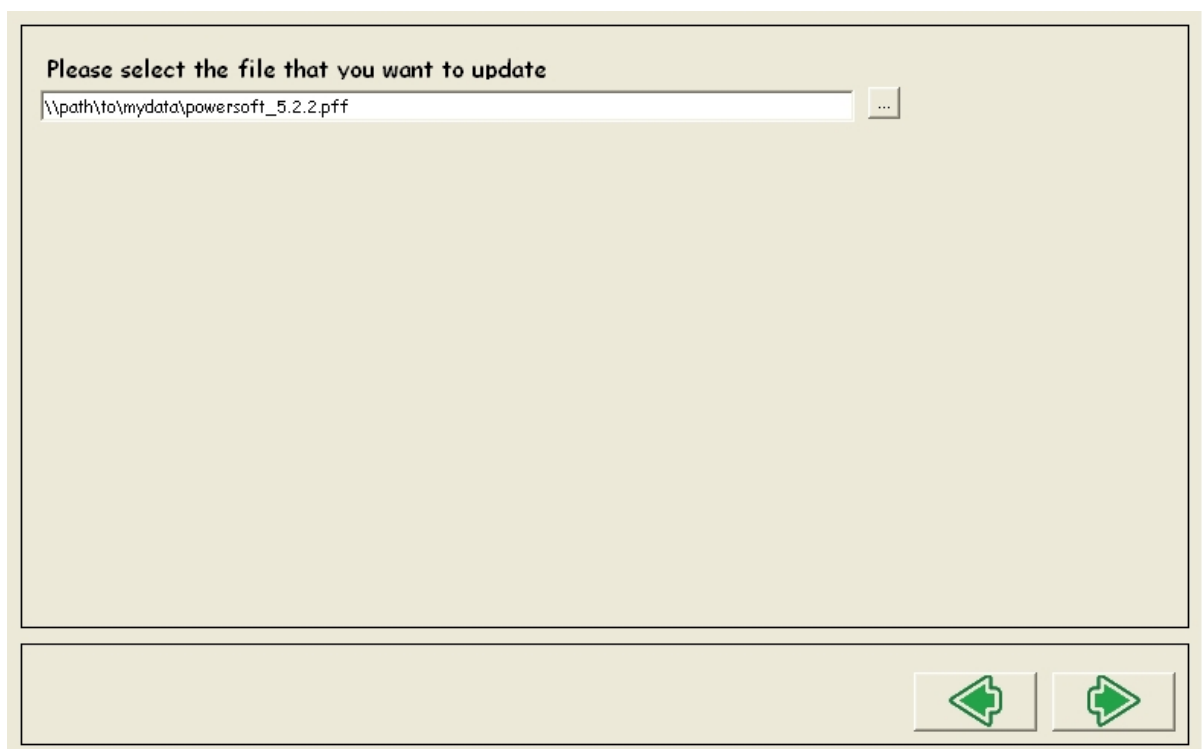 Please select the file that you want to update
\\path\to\mydata\powersoft_5.2.2.pff
...